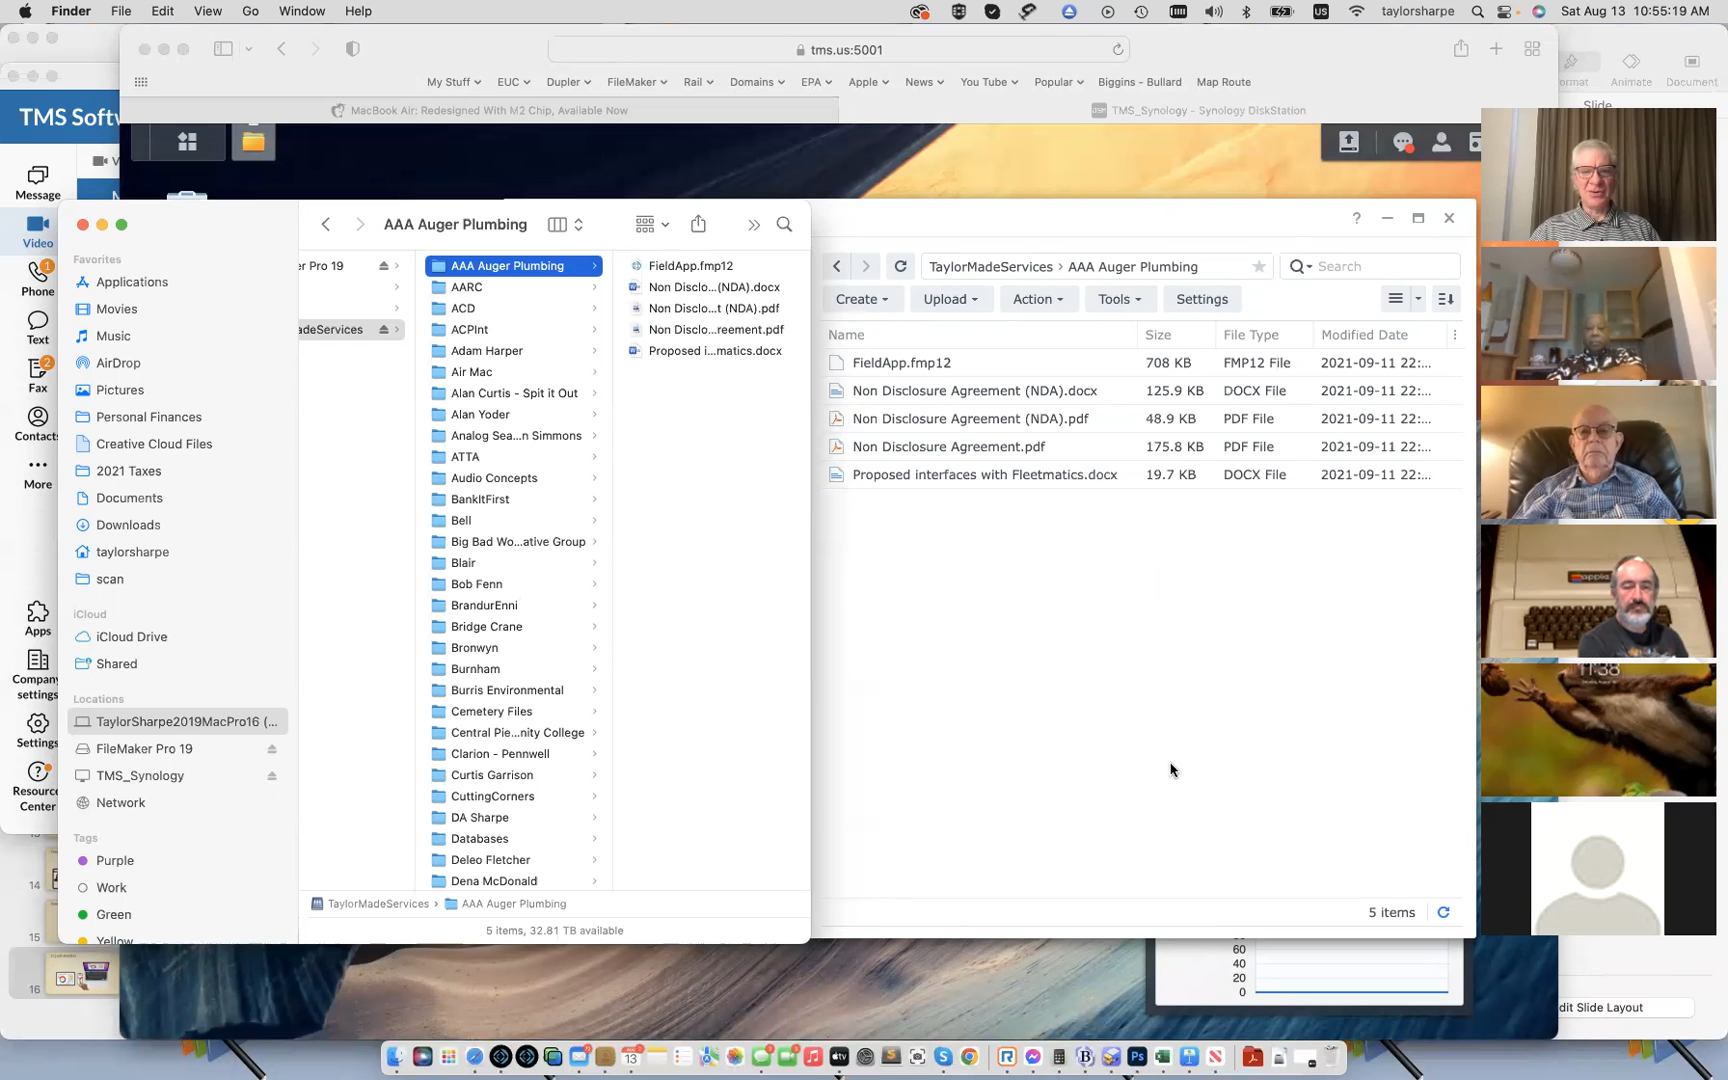 Finder File Edit View Go Window Help
US taylorsharpe Sat Aug 13 10:55:19 AM
tms.us:5001
My Stuff EUC Dupler FileMaker Rail Domains EPA Apple News You Tube Popular Biggins - Bullard Map Route
MacBook Air: Redesigned With M2 Chip, Available Now
TMS_Synology - Synology DiskStation
Animate Document
TMS Softw
Message
Video
Phone
1
Text
Fax
2
Contacts
More
Apps
Company settings
Settings
Resource Center
14
15
16
Favorites
Applications
Movies
Music
AirDrop
Pictures
Personal Finances
Creative Cloud Files
2021 Taxes
Documents
Downloads
taylorsharpe
scan
iCloud
iCloud Drive
Shared
Locations
TaylorSharpe2019MacPro16 (...
FileMaker Pro 19
TMS_Synology
Network
Tags
Purple
Work
Green
Yellow
AAA Auger Plumbing
er Pro 19
adeServices
AAA Auger Plumbing
AARC
ACD
ACPInt
Adam Harper
Air Mac
Alan Curtis - Spit it Out
Alan Yoder
Analog Sea...n Simmons
ATTA
Audio Concepts
BankItFirst
Bell
Big Bad Wo...ative Group
Blair
Bob Fenn
BrandurEnni
Bridge Crane
Bronwyn
Burnham
Burris Environmental
Cemetery Files
Central Pie...nity College
Clarion - Pennwell
Curtis Garrison
CuttingCorners
DA Sharpe
Databases
Deleo Fletcher
Dena McDonald
FieldApp.fmp12
Non Disclo...(NDA).docx
Non Disclo...t (NDA).pdf
Non Disclo...reement.pdf
Proposed i...matics.docx
TaylorMadeServices › AAA Auger Plumbing
5 items, 32.81 TB available
TaylorMadeServices › AAA Auger Plumbing
Search
Create Upload Action Tools Settings
Name Size File Type Modified Date
FieldApp.fmp12 708 KB FMP12 File 2021-09-11 22:...
Non Disclosure Agreement (NDA).docx 125.9 KB DOCX File 2021-09-11 22:...
Non Disclosure Agreement (NDA).pdf 48.9 KB PDF File 2021-09-11 22:...
Non Disclosure Agreement.pdf 175.8 KB PDF File 2021-09-11 22:...
Proposed interfaces with Fleetmatics.docx 19.7 KB DOCX File 2021-09-11 22:...
5 items
60
40
20
0
apple
11:38
dit Slide Layout
13